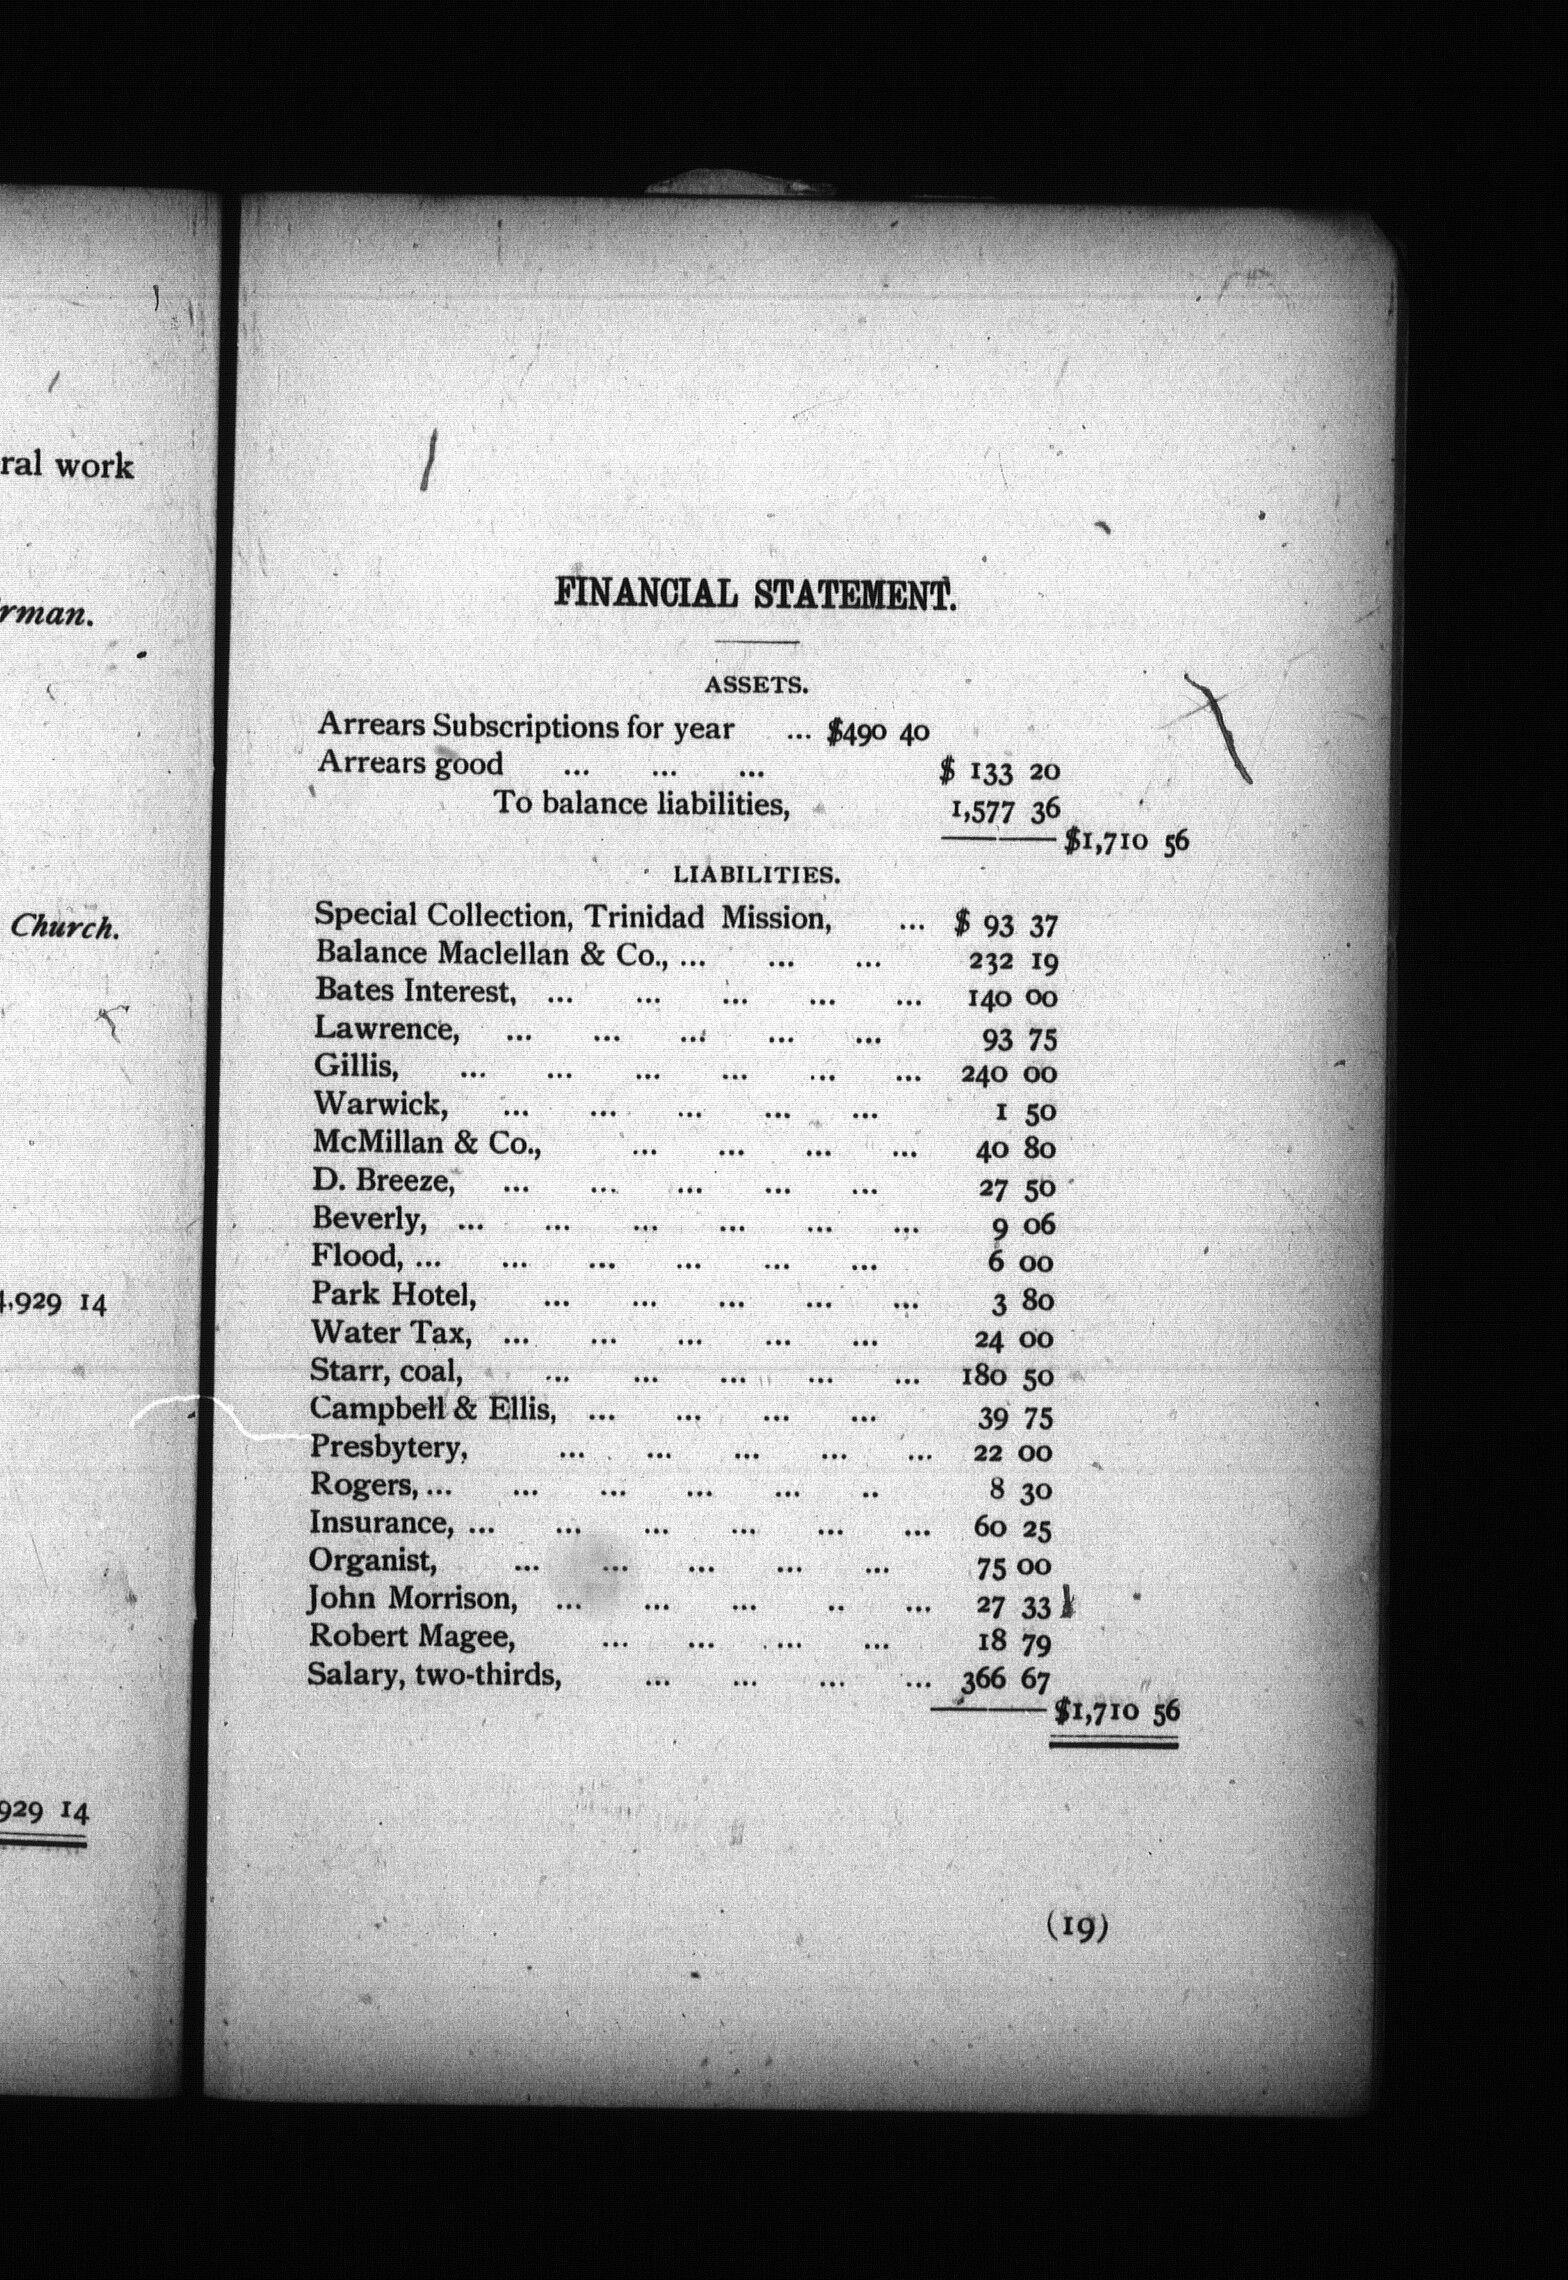 ral work
rman.
Church.
4,929 14
929 14
FINANCIAL STATEMENT.
ASSETS.
Arrears Subscriptions for year ... $490 40
Arrears good ... ... ... $ 133 20
To balance liabilities, 1,577 36
$1,710 56
LIABILITIES.
Special Collection, Trinidad Mission, ... $ 93 37
Balance Maclellan & Co., ... ... ... 232 19
Bates Interest, ... ... ... ... ... 140 00
Lawrence, ... ... ... ... ... 93 75
Gillis, ... ... ... ... ... ... 240 00
Warwick, ... ... ... ... ... 1 50
McMillan & Co., ... ... ... ... 40 80
D. Breeze, ... ... ... ... ... 27 50
Beverly, ... ... ... ... ... ... 9 06
Flood, ... ... ... ... ... ... 6 00
Park Hotel, ... ... ... ... ... 3 80
Water Tax, ... ... ... ... ... 24 00
Starr, coal, ... ... ... ... ... 180 50
Campbell & Ellis, ... ... ... ... 39 75
Presbytery, ... ... ... ... ... 22 00
Rogers, ... ... ... ... ... .. 8 30
Insurance, ... ... ... ... ... ... 60 25
Organist, ... ... ... ... ... 75 00
John Morrison, ... ... ... .. ... 27 33
Robert Magee, ... ... ... ... 18 79
Salary, two-thirds, ... ... ... ... 366 67
$1,710 56
(19)